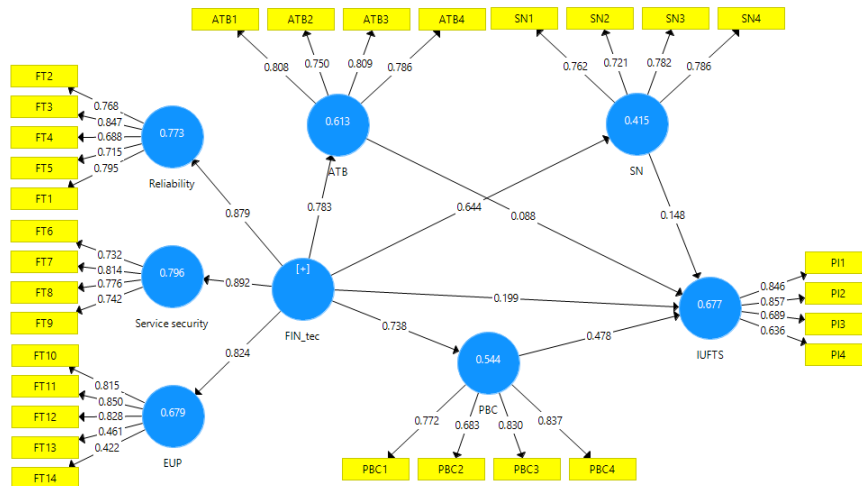 ATB1 ATB2 ATB3 ATB4 SN1 SN2 SN3 SN4
0.808 0.750 0.809 0.786 0.762 0.721 0.782 0.786
FT2
FT3
FT4
FT5
FT1
0.768
0.847
0.688
0.715
0.795
0.773
Reliability
0.613
ATB
0.415
SN
0.879
0.783
0.644
0.088
0.148
FT6
FT7
FT8
FT9
0.732
0.814
0.776
0.742
0.796
Service security
0.892
[+]
FIN_tec
0.199
0.677
IUFTS
0.846
0.857
0.689
0.636
PI1
PI2
PI3
PI4
0.824
0.738
0.478
0.544
PBC
FT10
FT11
FT12
FT13
FT14
0.815
0.850
0.828
0.461
0.422
0.679
EUP
0.772 0.683 0.830 0.837
PBC1 PBC2 PBC3 PBC4